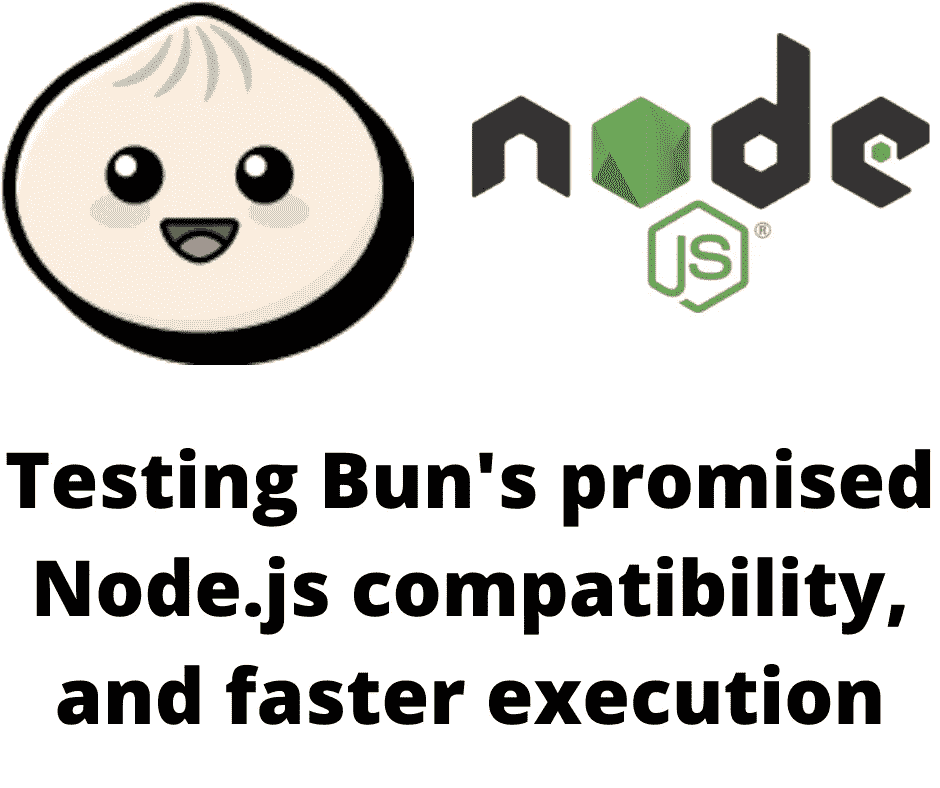 node
JS ®
Testing Bun's promised
Node.js compatibility,
and faster execution